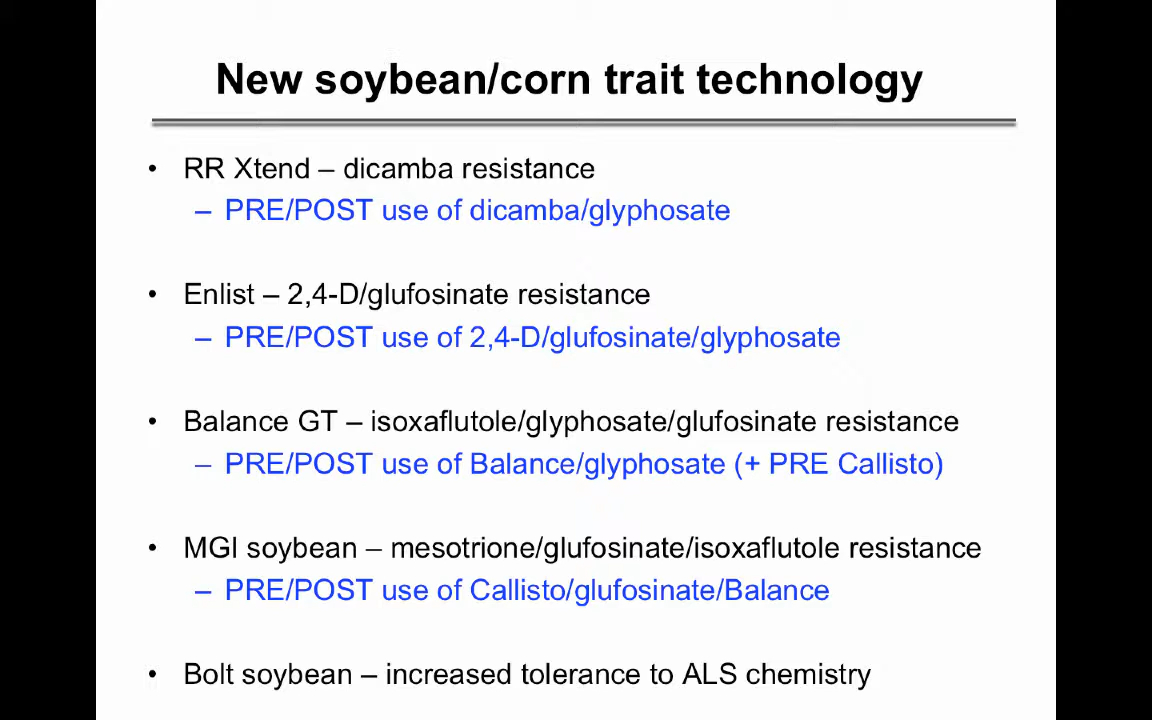 New soybean/corn trait technology
• RR Xtend – dicamba resistance
– PRE/POST use of dicamba/glyphosate
• Enlist – 2,4-D/glufosinate resistance
– PRE/POST use of 2,4-D/glufosinate/glyphosate
• Balance GT – isoxaflutole/glyphosate/glufosinate resistance
– PRE/POST use of Balance/glyphosate (+ PRE Callisto)
• MGI soybean – mesotrione/glufosinate/isoxaflutole resistance
– PRE/POST use of Callisto/glufosinate/Balance
• Bolt soybean – increased tolerance to ALS chemistry